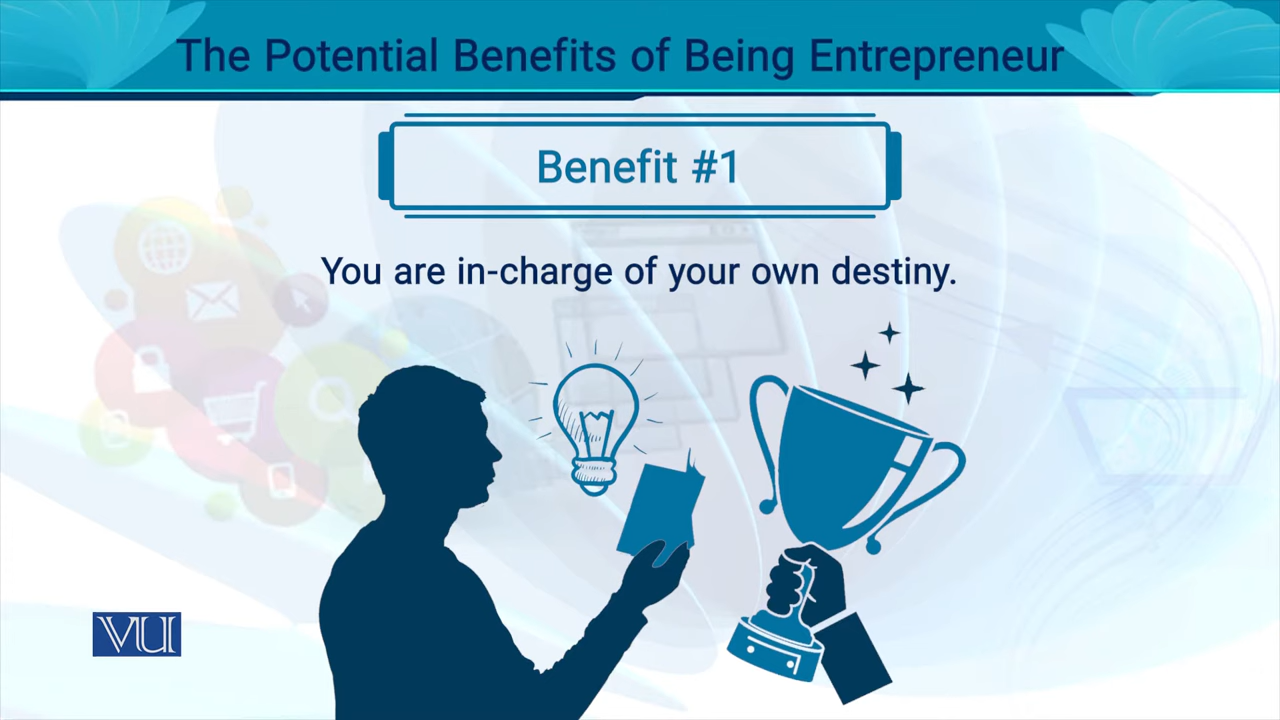 The Potential Benefits of Being Entrepreneur
Benefit #1
You are in-charge of your own destiny.
VU